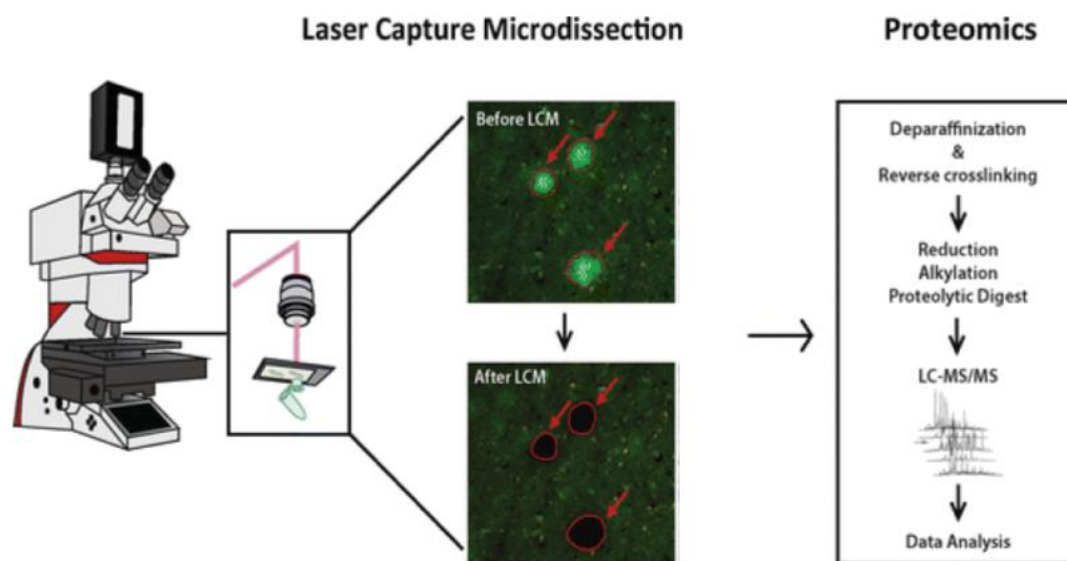 Laser Capture Microdissection
Proteomics
Before LCM
After LCM
Deparaffinization
&
Reverse crosslinking
Reduction
Alkylation
Proteolytic Digest
LC-MS/MS
Data Analysis